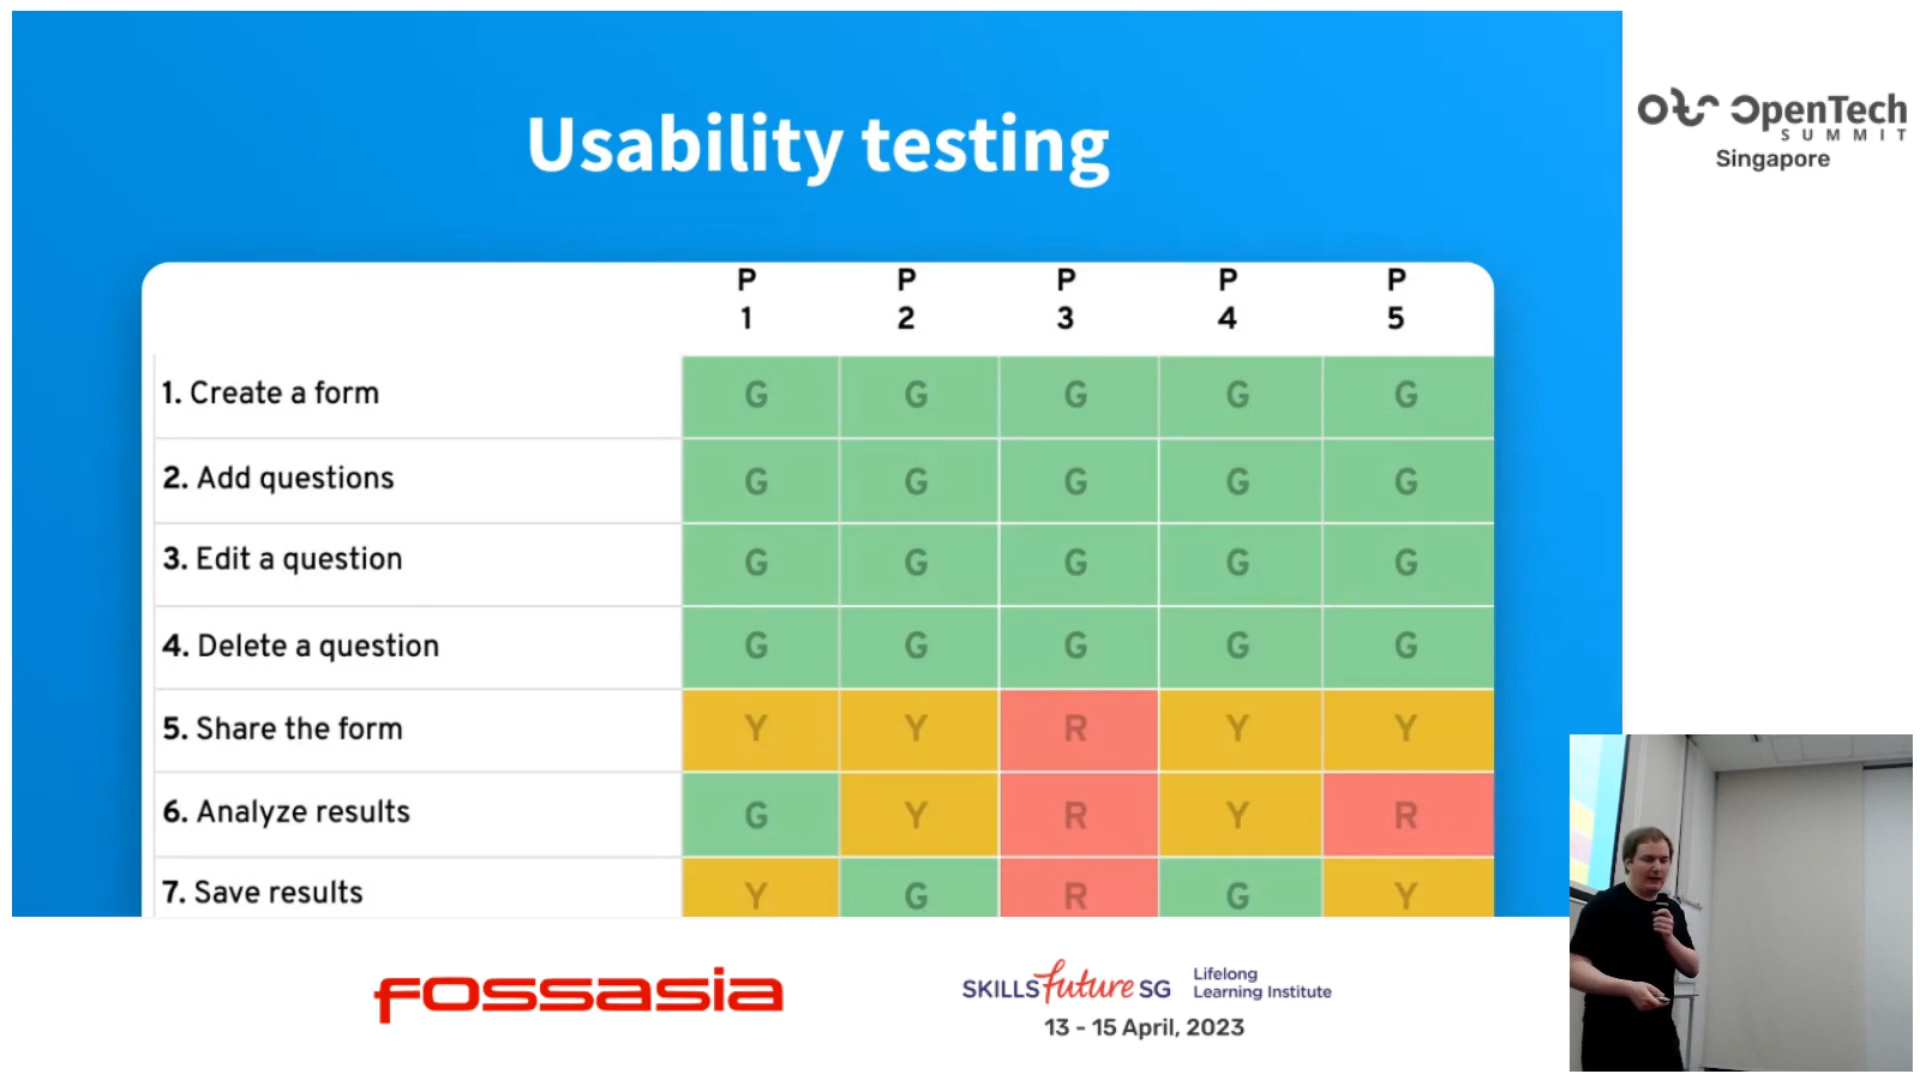 Usability testing
P P P P P
1 2 3 4 5
1. Create a form G G G G G
2. Add questions G G G G G
3. Edit a question G G G G G
4. Delete a question G G G G G
5. Share the form Y Y R Y Y
6. Analyze results G Y R Y R
7. Save results Y G R G Y
OpenTech
SUMMIT
Singapore
fossasia
SKILLS future SG Lifelong
Learning Institute
13 - 15 April, 2023